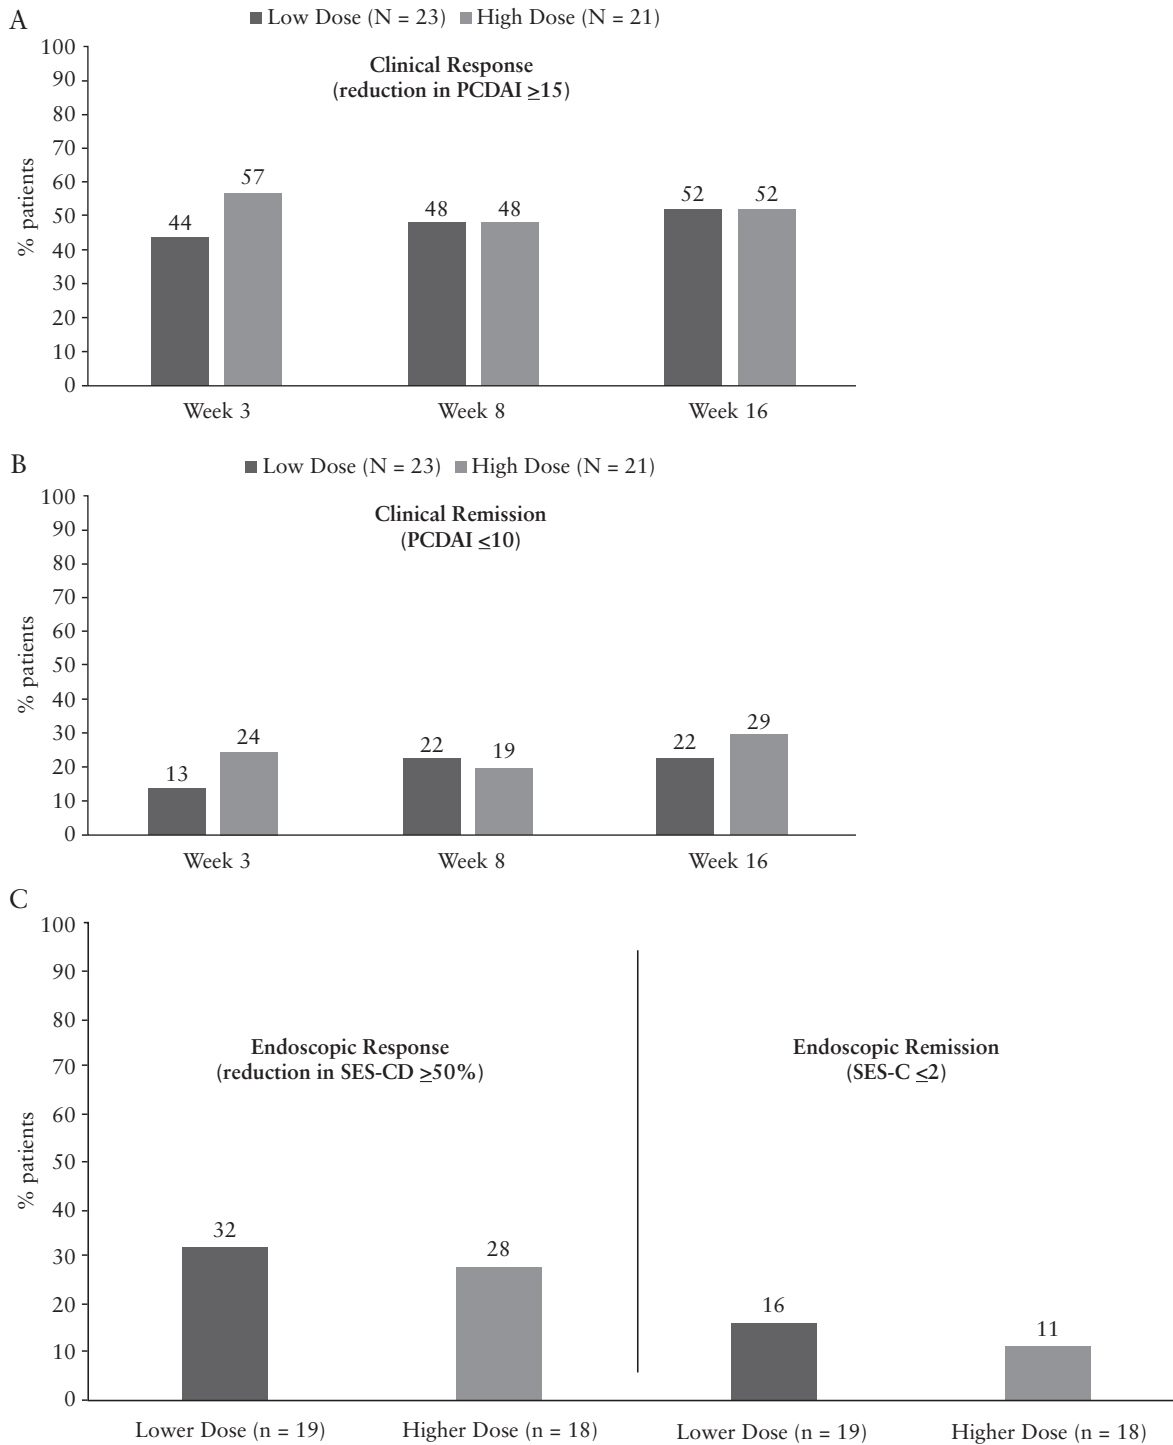 A
Low Dose (N = 23) High Dose (N = 21)
Clinical Response
(reduction in PCDAI ≥15)
% patients
100
90
80
70
60
50
40
30
20
10
0
44
57
48
48
52
52
Week 3
Week 8
Week 16
B
Low Dose (N = 23) High Dose (N = 21)
Clinical Remission
(PCDAI ≤10)
% patients
100
90
80
70
60
50
40
30
20
10
0
13
24
22
19
22
29
Week 3
Week 8
Week 16
C
% patients
100
90
80
70
60
50
40
30
20
10
0
Endoscopic Response
(reduction in SES-CD ≥50%)
32
28
Lower Dose (n = 19)
Higher Dose (n = 18)
Endoscopic Remission
(SES-C ≤2)
16
11
Lower Dose (n = 19)
Higher Dose (n = 18)